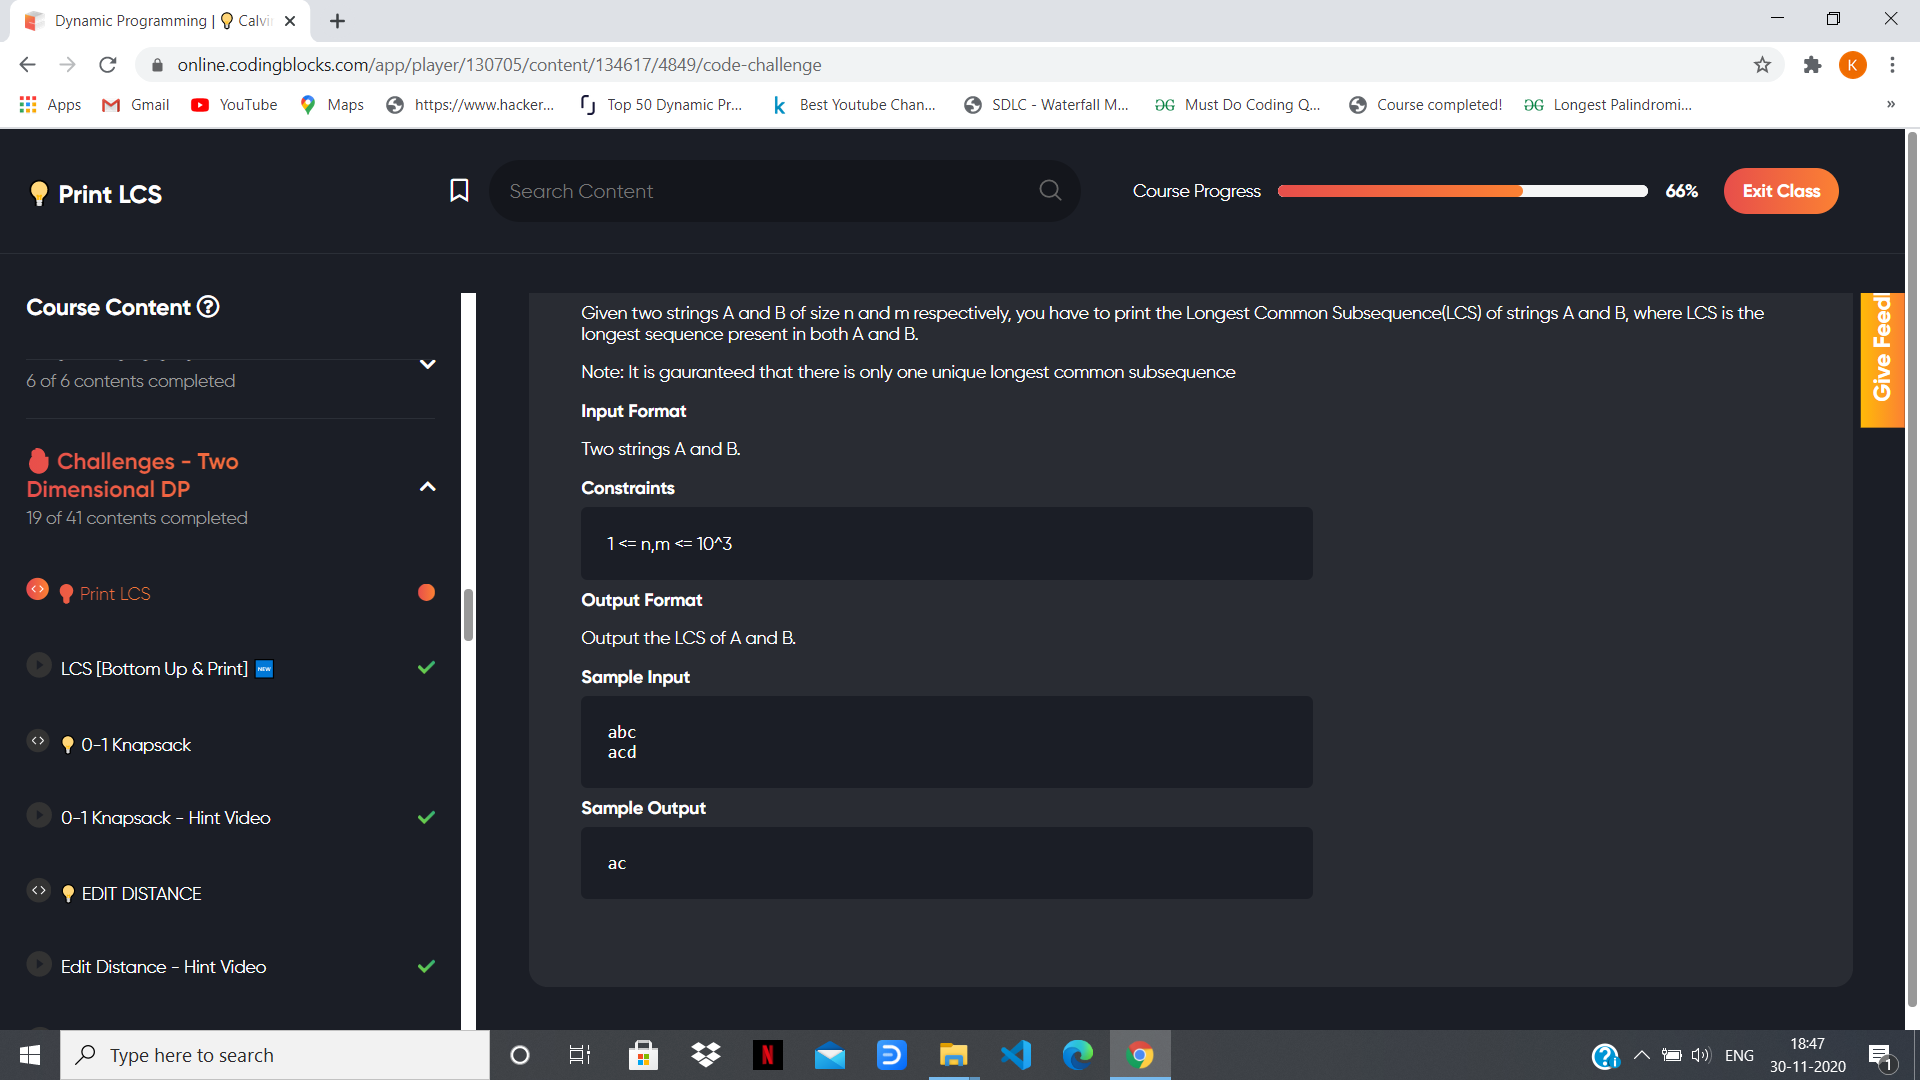 Dynamic Programming | Calvi
online.codingblocks.com/app/player/130705/content/134617/4849/code-challenge
K
Apps Gmail YouTube Maps https://www.hacker... Top 50 Dynamic Pr... Best Youtube Chan... SDLC - Waterfall M... Must Do Coding Q... Course completed! Longest Palindromi... »
Print LCS
Search Content
Course Progress 66% Exit Class
Course Content
6 of 6 contents completed
Challenges - Two
Dimensional DP
19 of 41 contents completed
Print LCS
LCS [Bottom Up & Print] NEW
0-1 Knapsack
0-1 Knapsack - Hint Video
EDIT DISTANCE
Edit Distance - Hint Video
Given two strings A and B of size n and m respectively, you have to print the Longest Common Subsequence(LCS) of strings A and B, where LCS is the
longest sequence present in both A and B.
Note: It is gauranteed that there is only one unique longest common subsequence
Input Format
Two strings A and B.
Constraints
1 <= n,m <= 10^3
Output Format
Output the LCS of A and B.
Sample Input
abc
acd
Sample Output
ac
Give Feed
Type here to search
ENG
18:47
30-11-2020
1